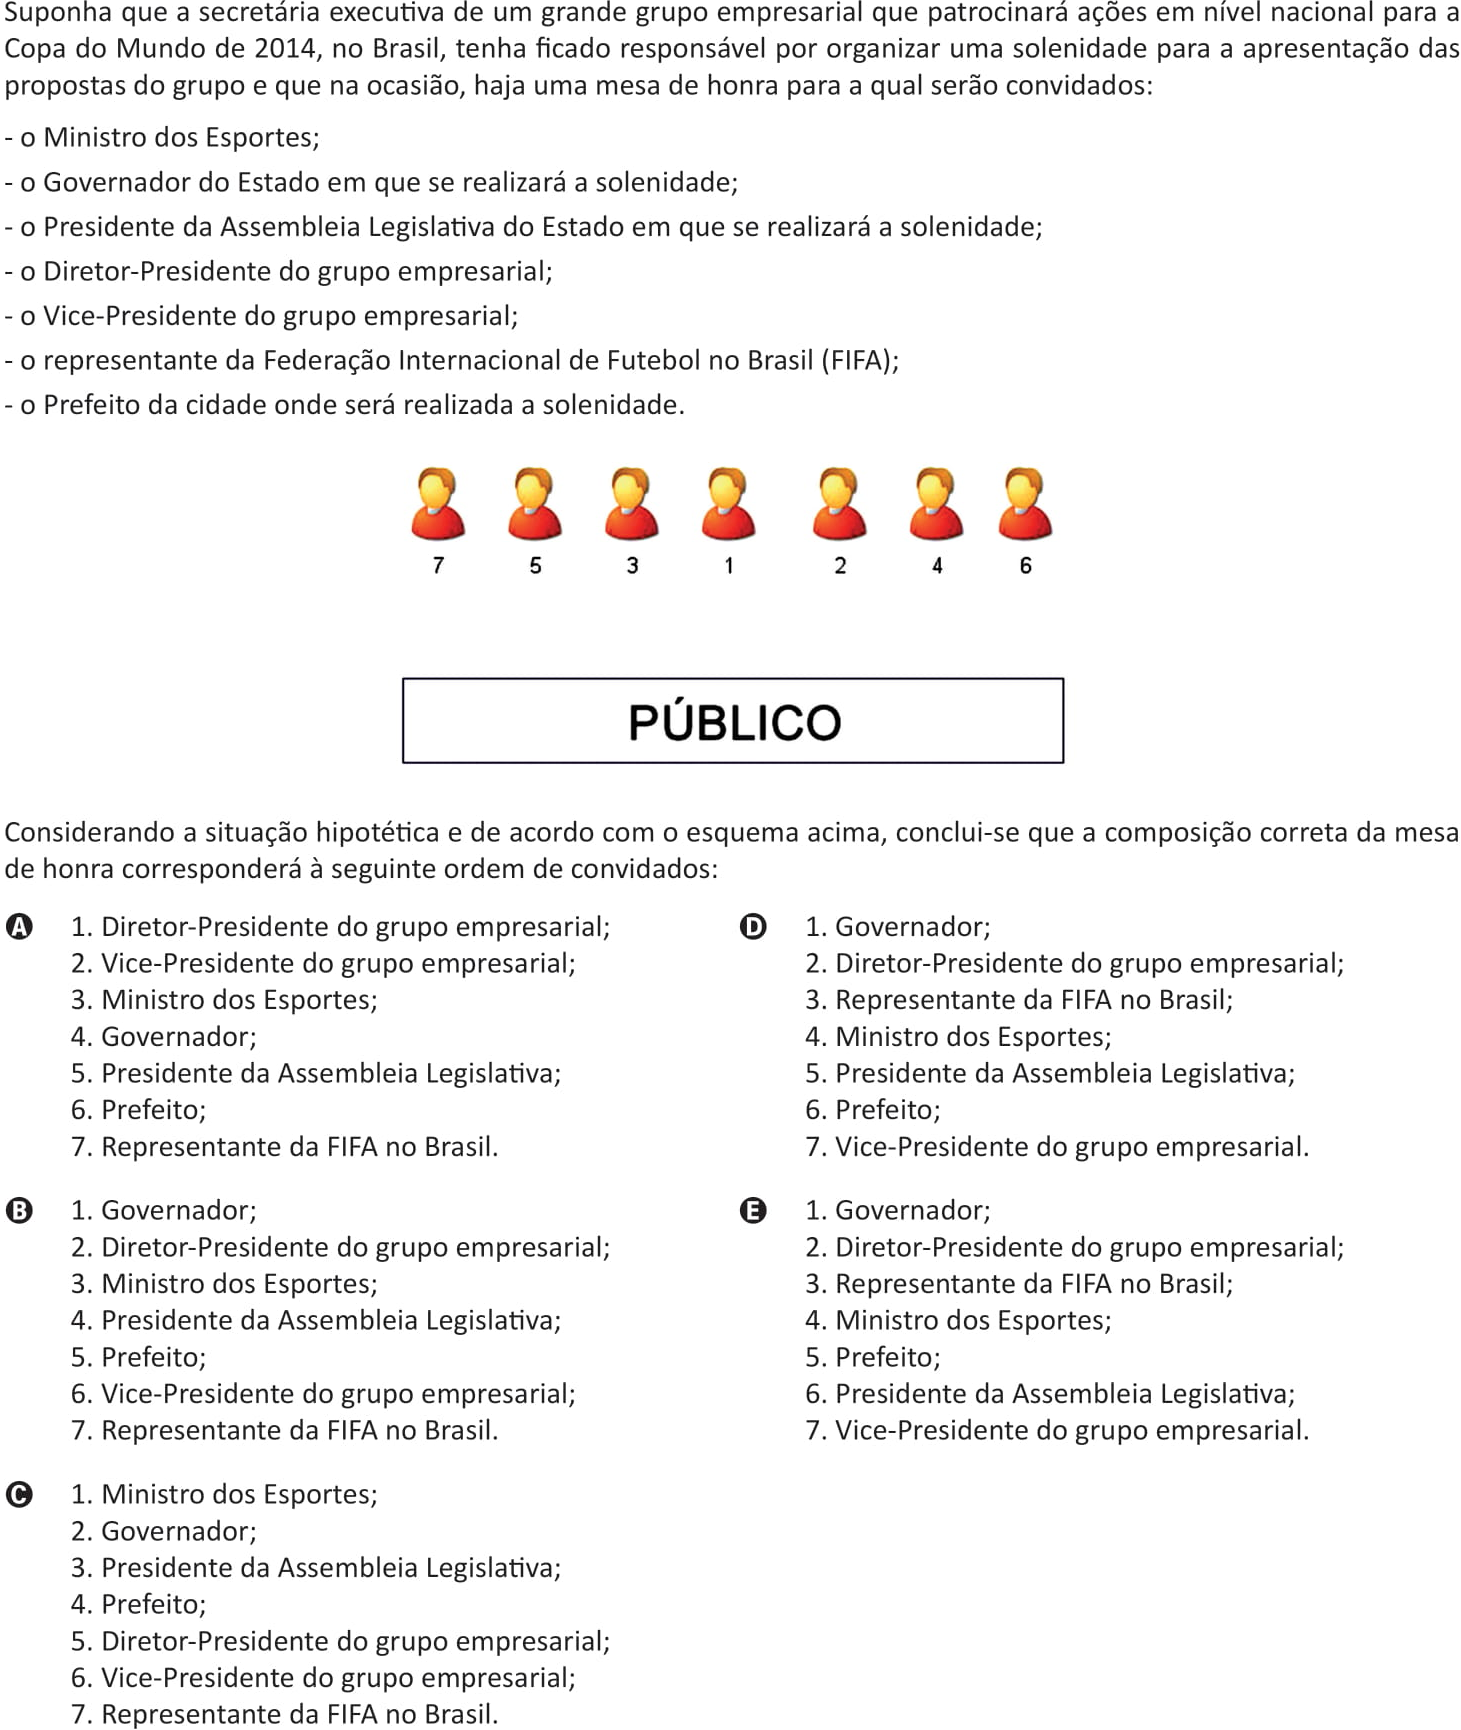 Suponha que a secretária executiva de um grande grupo empresarial que patrocinará ações em nível nacional para a
Copa do Mundo de 2014, no Brasil, tenha ficado responsável por organizar uma solenidade para a apresentação das
propostas do grupo e que na ocasião, haja uma mesa de honra para a qual serão convidados:
- o Ministro dos Esportes;
- o Governador do Estado em que se realizará a solenidade;
- o Presidente da Assembleia Legislativa do Estado em que se realizará a solenidade;
- o Diretor-Presidente do grupo empresarial;
- o Vice-Presidente do grupo empresarial;
- o representante da Federação Internacional de Futebol no Brasil (FIFA);
- o Prefeito da cidade onde será realizada a solenidade.
7 5 3 1 2 4 6
PÚBLICO
Considerando a situação hipotética e de acordo com o esquema acima, conclui-se que a composição correta da mesa
de honra corresponderá à seguinte ordem de convidados:
A 1. Diretor-Presidente do grupo empresarial;
2. Vice-Presidente do grupo empresarial;
3. Ministro dos Esportes;
4. Governador;
5. Presidente da Assembleia Legislativa;
6. Prefeito;
7. Representante da FIFA no Brasil.
B 1. Governador;
2. Diretor-Presidente do grupo empresarial;
3. Ministro dos Esportes;
4. Presidente da Assembleia Legislativa;
5. Prefeito;
6. Vice-Presidente do grupo empresarial;
7. Representante da FIFA no Brasil.
C 1. Ministro dos Esportes;
2. Governador;
3. Presidente da Assembleia Legislativa;
4. Prefeito;
5. Diretor-Presidente do grupo empresarial;
6. Vice-Presidente do grupo empresarial;
7. Representante da FIFA no Brasil.
D 1. Governador;
2. Diretor-Presidente do grupo empresarial;
3. Representante da FIFA no Brasil;
4. Ministro dos Esportes;
5. Presidente da Assembleia Legislativa;
6. Prefeito;
7. Vice-Presidente do grupo empresarial.
E 1. Governador;
2. Diretor-Presidente do grupo empresarial;
3. Representante da FIFA no Brasil;
4. Ministro dos Esportes;
5. Prefeito;
6. Presidente da Assembleia Legislativa;
7. Vice-Presidente do grupo empresarial.